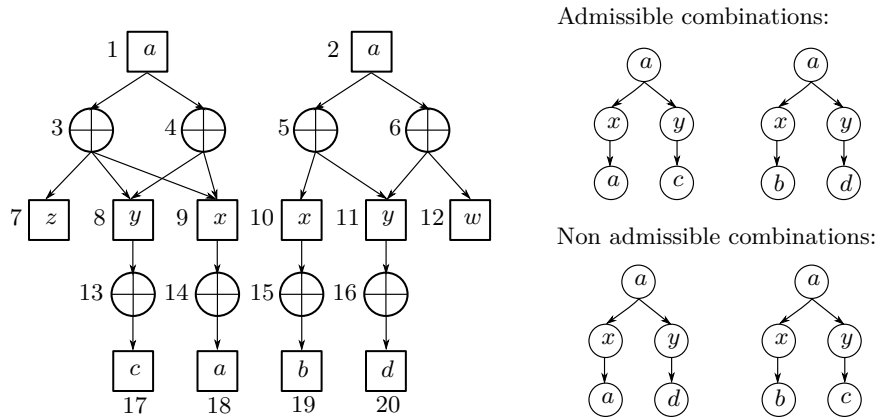 Admissible combinations:
1 a 2 a
a a
3 4 5 6
x y x y
a c b d
7 z 8 y 9 x 10 x 11 y 12 w
Non admissible combinations:
a a
13 14 15 16
x y x y
c a b d
a d b c
17 18 19 20